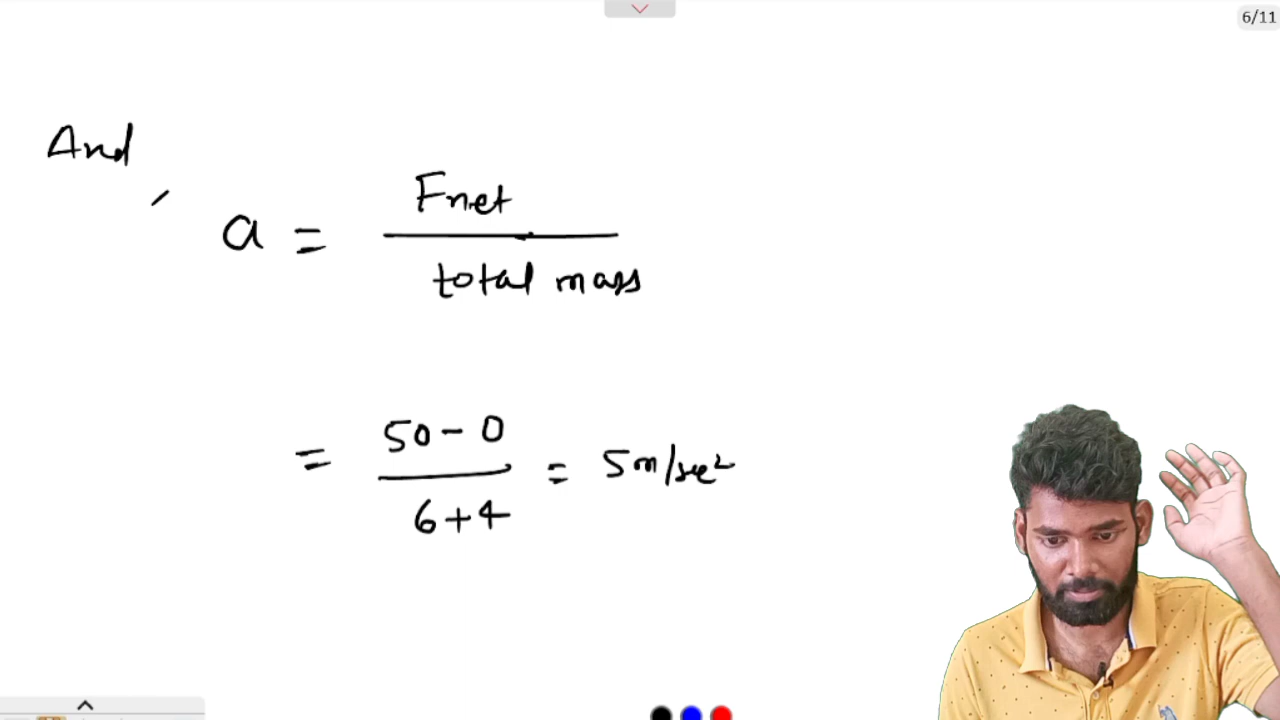 6/11
And,
a = Fnet / total mass
= 50 - 0 / 6+4 = 5m/sec²